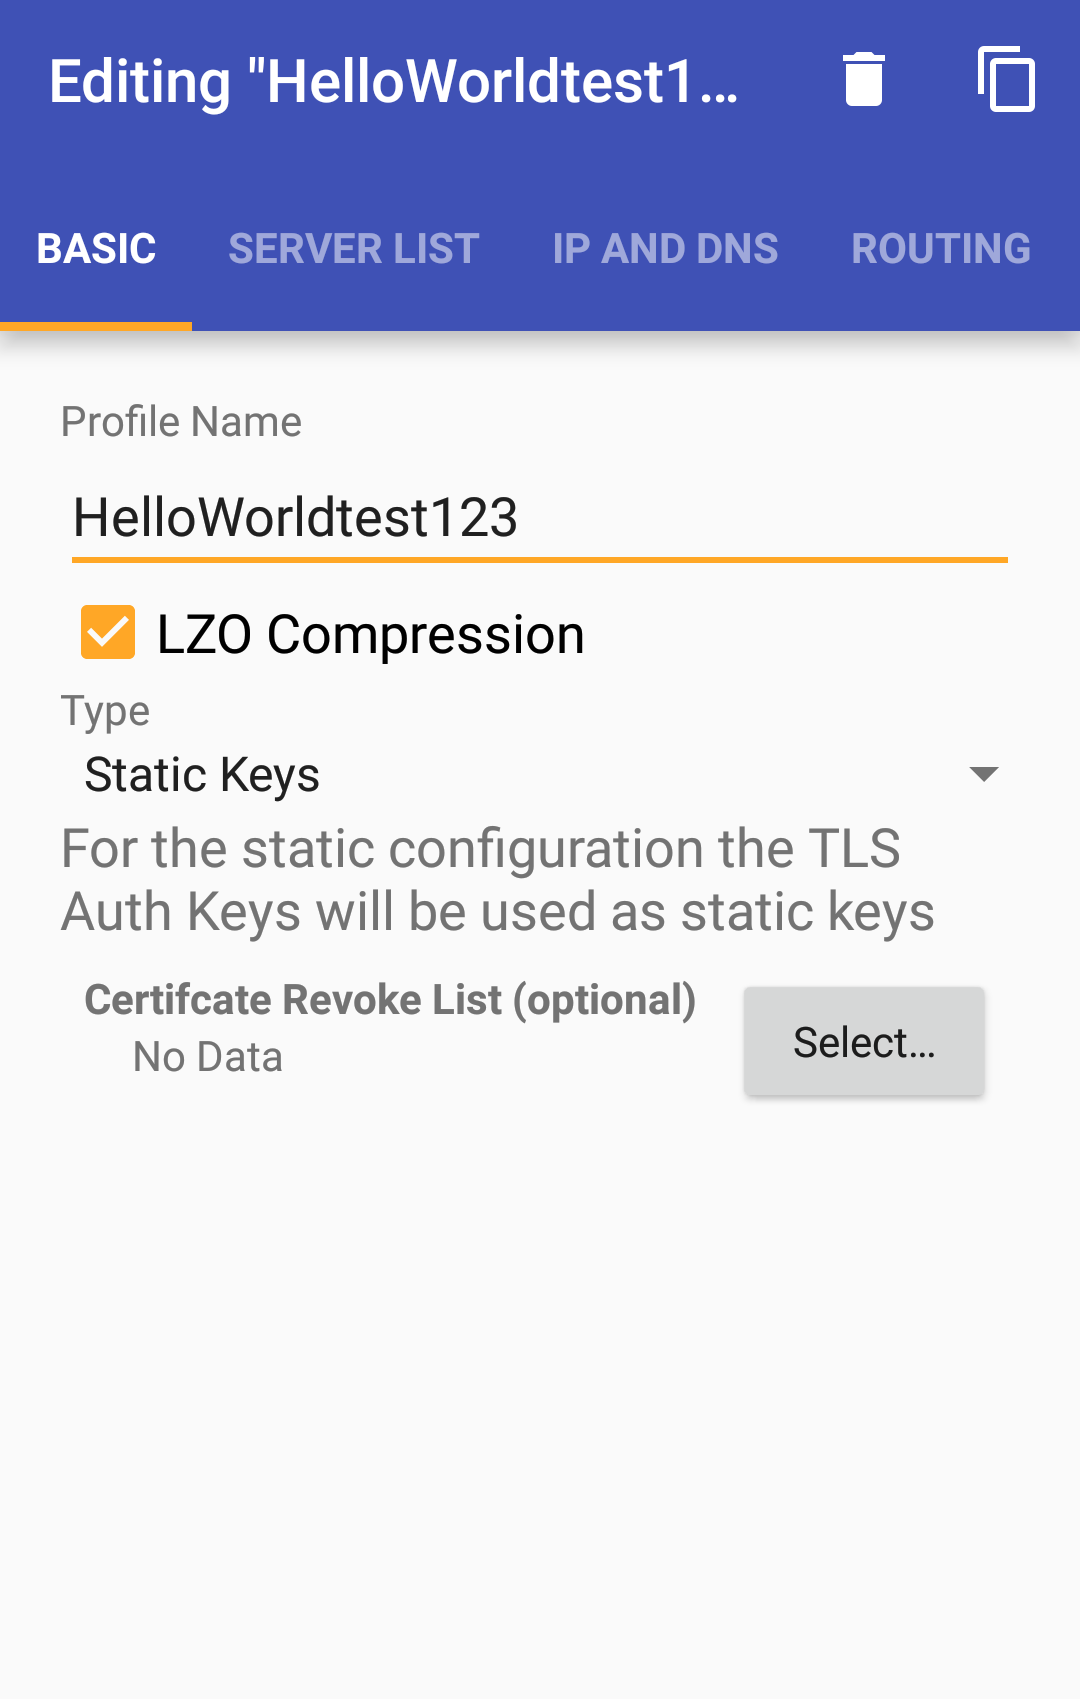 Editing "HelloWorldtest1...
BASIC
SERVER LIST
IP AND DNS
ROUTING
Profile Name
HelloWorldtest123
LZO Compression
Type
Static Keys
For the static configuration the TLS
Auth Keys will be used as static keys
Certifcate Revoke List (optional)
No Data
Select...